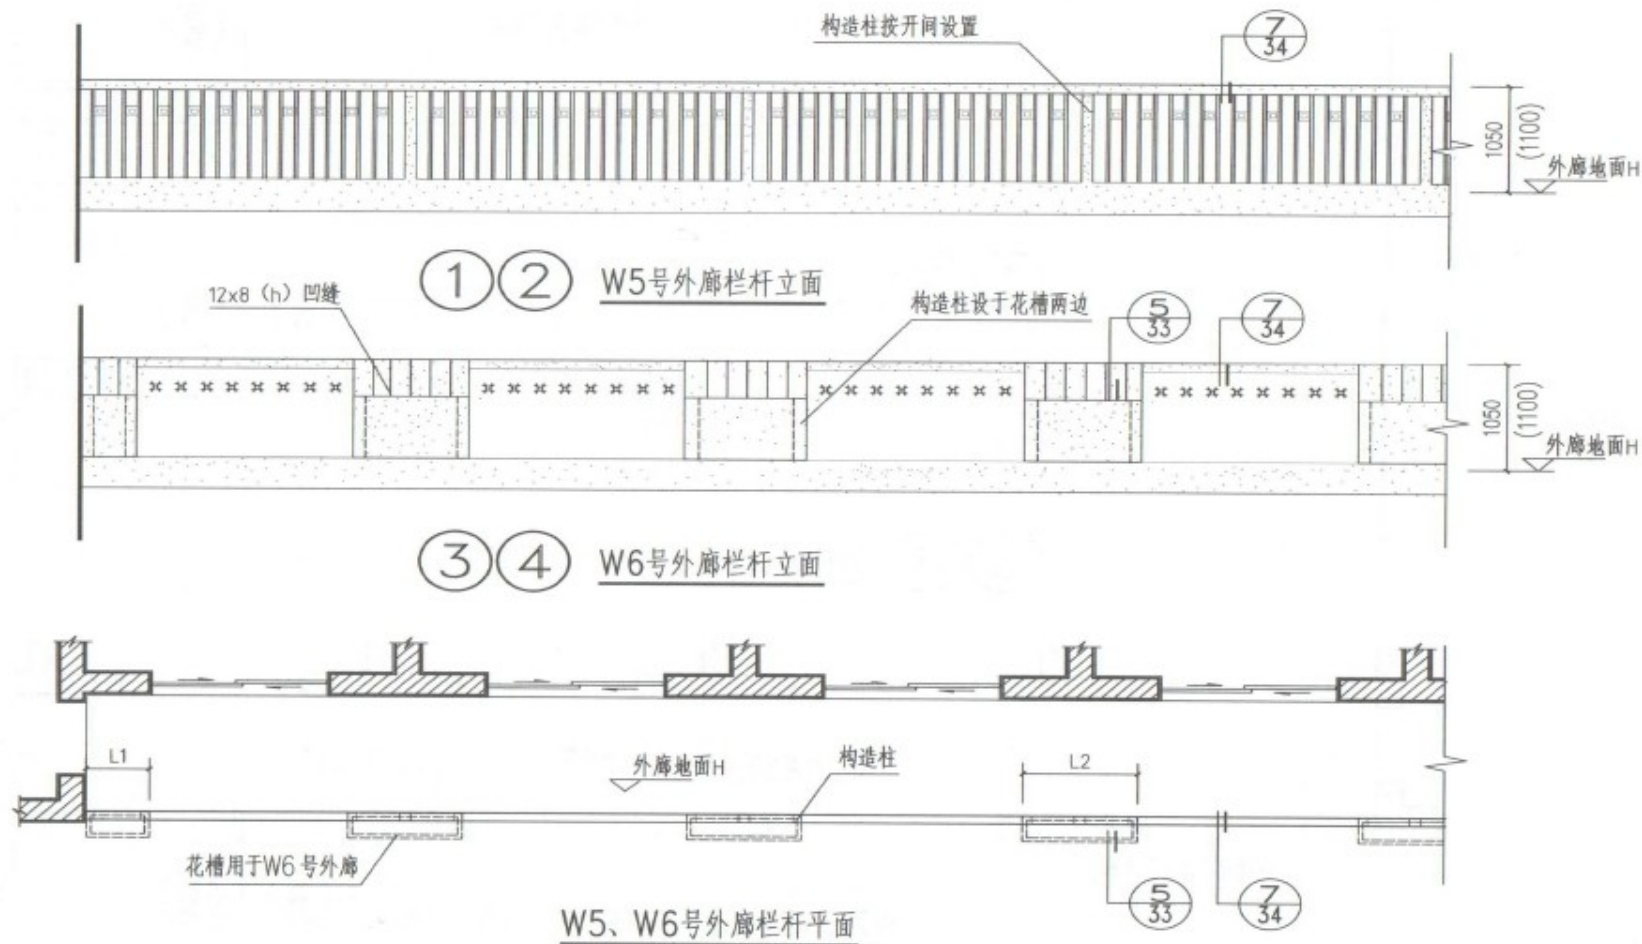 构造柱按开间设置
7
34
1050
(1100)
外廊地面H
① ② W5号外廊栏杆立面
12x8 (h) 凹缝
构造柱设于花槽两边
5
33
7
34
1050
(1100)
外廊地面H
③ ④ W6号外廊栏杆立面
L1
外廊地面H
构造柱
L2
花槽用于W6号外廊
5
33
7
34
W5、W6号外廊栏杆平面